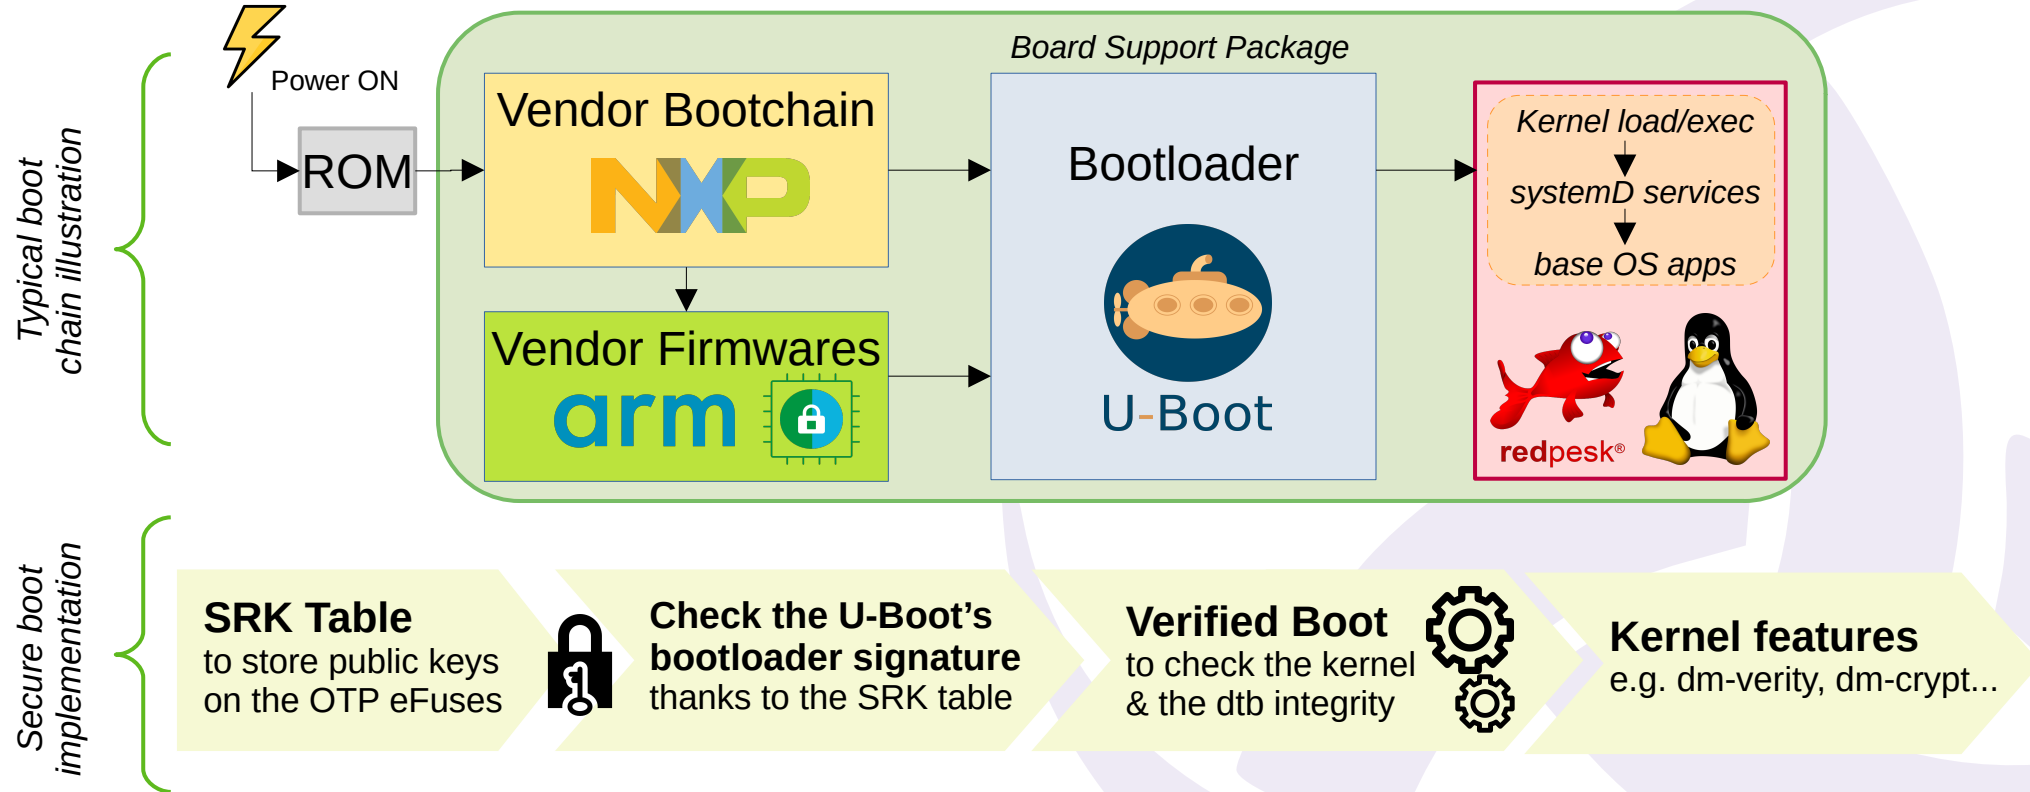 Typical boot
chain illustration
Power ON
ROM
Board Support Package
Vendor Bootchain
NXP
Vendor Firmwares
arm
Bootloader
U-Boot
Kernel load/exec
systemD services
base OS apps
redpesk®
Secure boot
implementation
SRK Table
to store public keys
on the OTP eFuses
Check the U-Boot’s
bootloader signature
thanks to the SRK table
Verified Boot
to check the kernel
& the dtb integrity
Kernel features
e.g. dm-verity, dm-crypt...